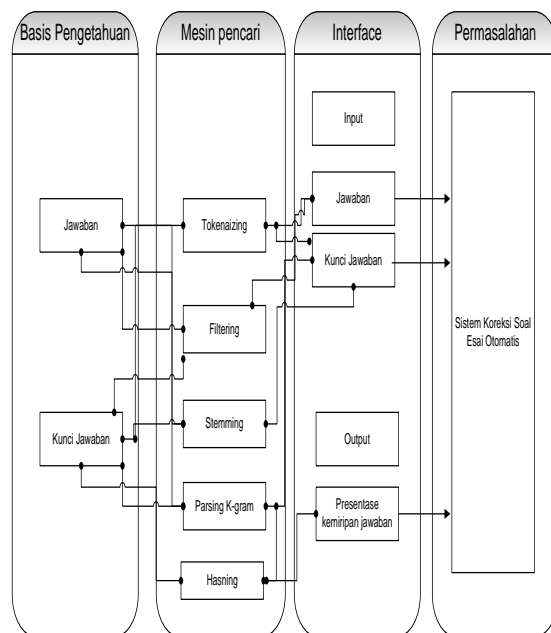 Basis Pengetahuan
Mesin pencari
Interface
Permasalahan
Input
Jawaban
Tokenaizing
Jawaban
Kunci Jawaban
Filtering
Sistem Koreksi Soal
Esai Otomatis
Kunci Jawaban
Stemming
Output
Parsing K-gram
Presentase
kemiripan jawaban
Hasning